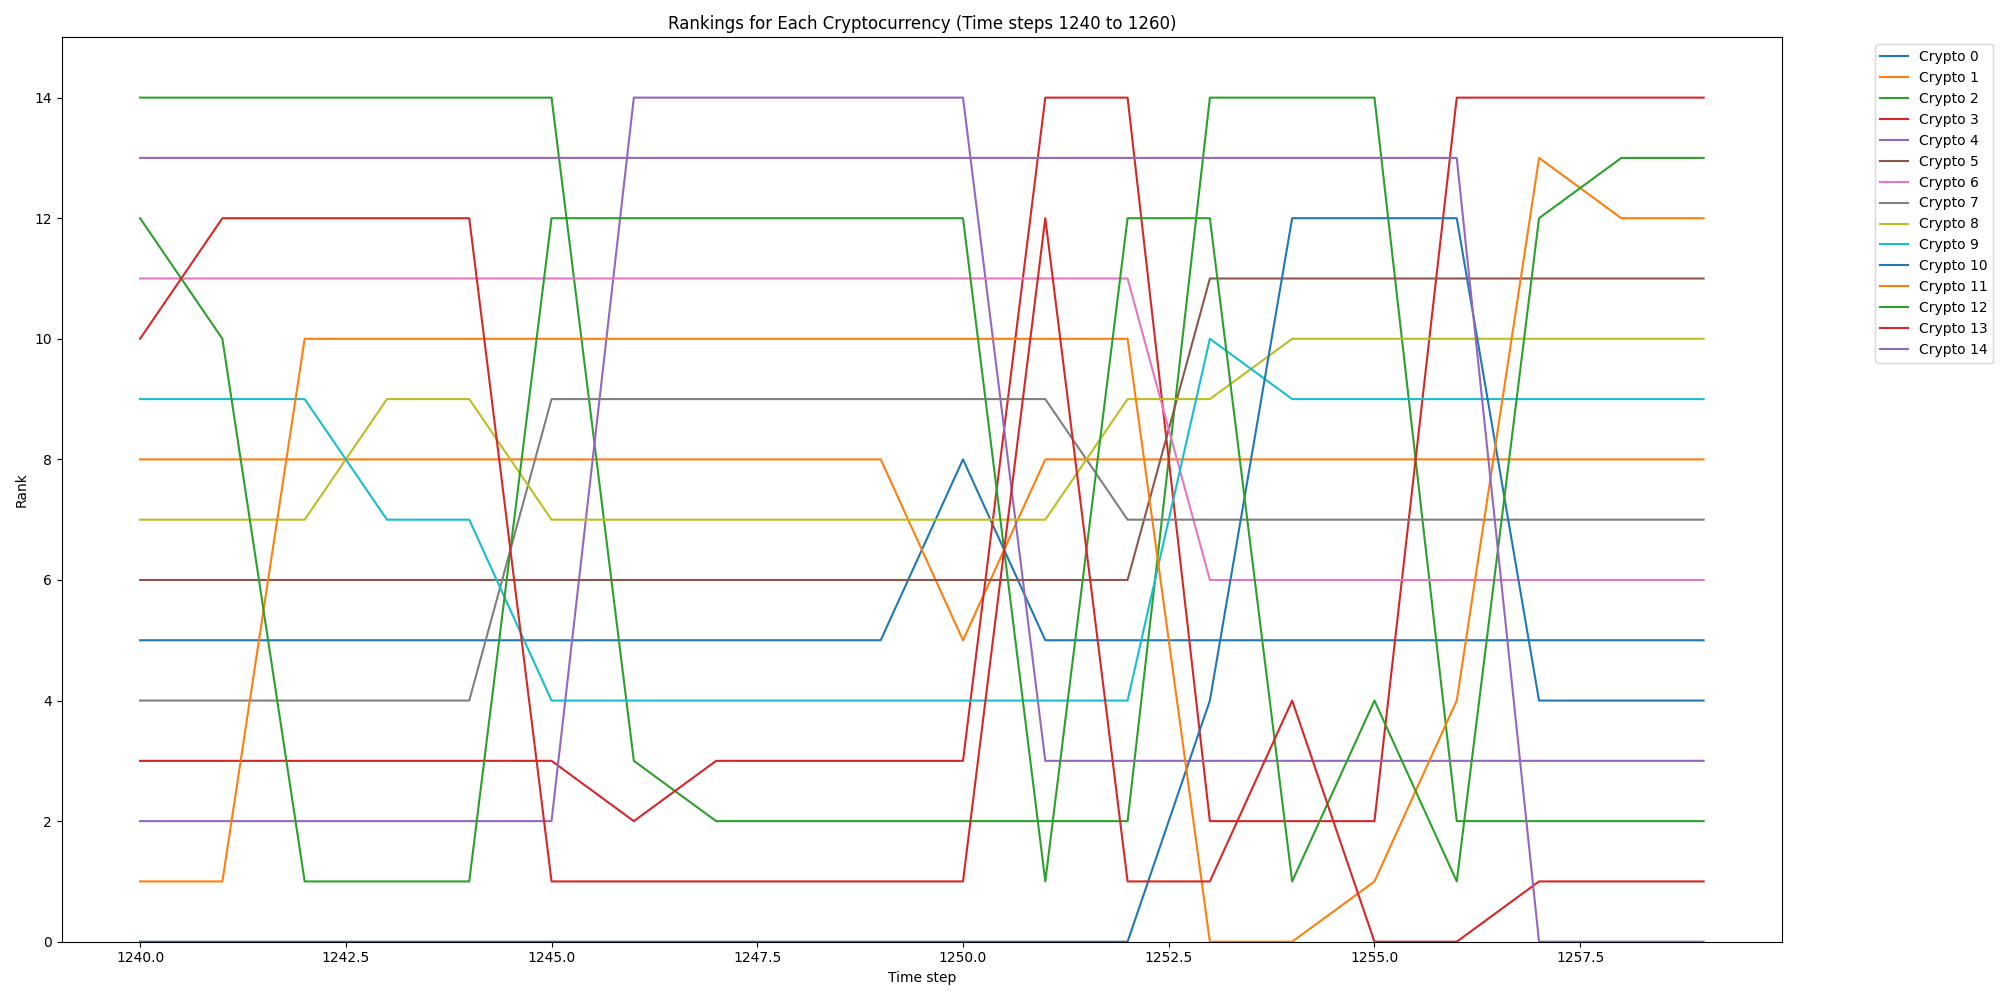 Rankings for Each Cryptocurrency (Time steps 1240 to 1260)
Rank
14
12
10
8
6
4
2
0
1240.0 1242.5 1245.0 1247.5 1250.0 1252.5 1255.0 1257.5
Time step
Crypto 0
Crypto 1
Crypto 2
Crypto 3
Crypto 4
Crypto 5
Crypto 6
Crypto 7
Crypto 8
Crypto 9
Crypto 10
Crypto 11
Crypto 12
Crypto 13
Crypto 14